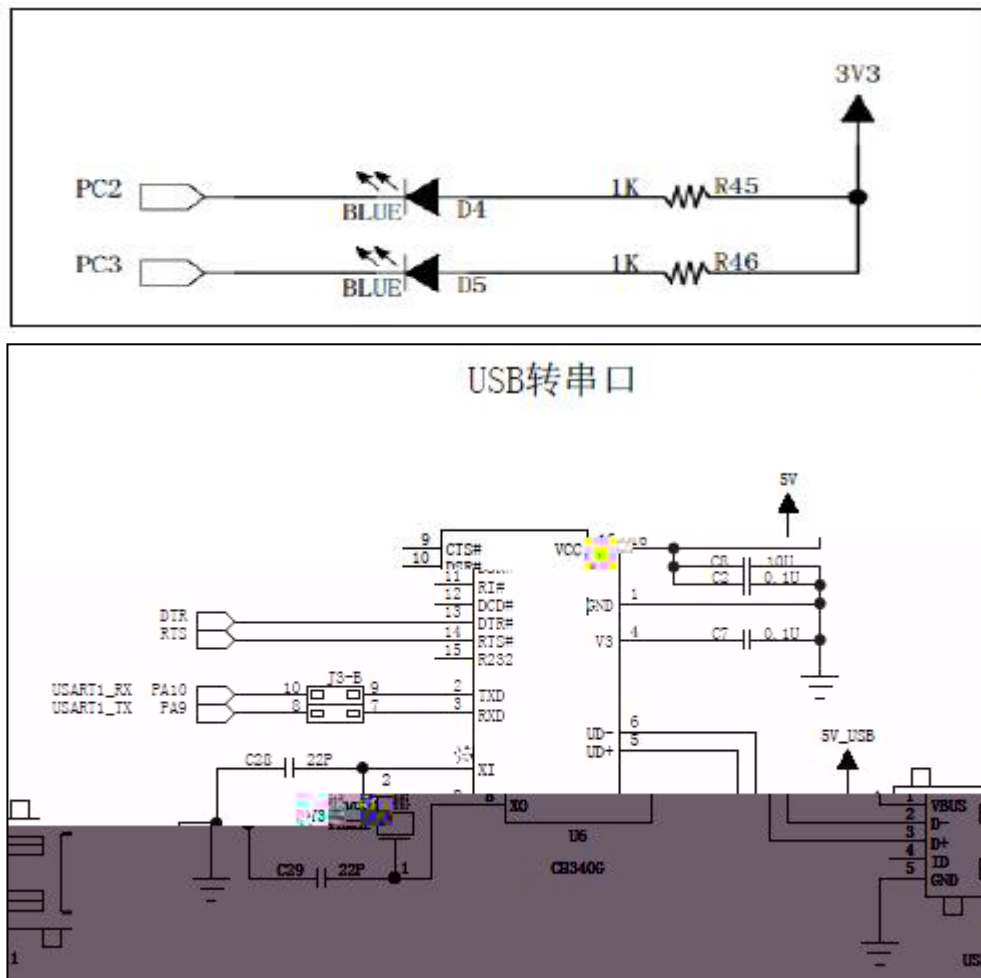 3V3
PC2 BLUE D4 1K R45
PC3 BLUE D5 1K R46
USB转串口
5V
9 CTS# VCC
10
11 RI# C2 0.1U
12 DCD# GND 1
DTR 13 DTR#
RTS 14 RTS# V3 4 C7 0.1U
15 R232
J3-B
USART1_RX PA10 10 9 2 TXD
USART1_TX PA9 8 7 3 RXD
UD- 6
UD+ 5
5V_USB
C28 22P XI
2
XO
1 VBUS
2 D-
3 D+
4 ID
5 GND
U6
C29 22P 1 CH340G
1 US